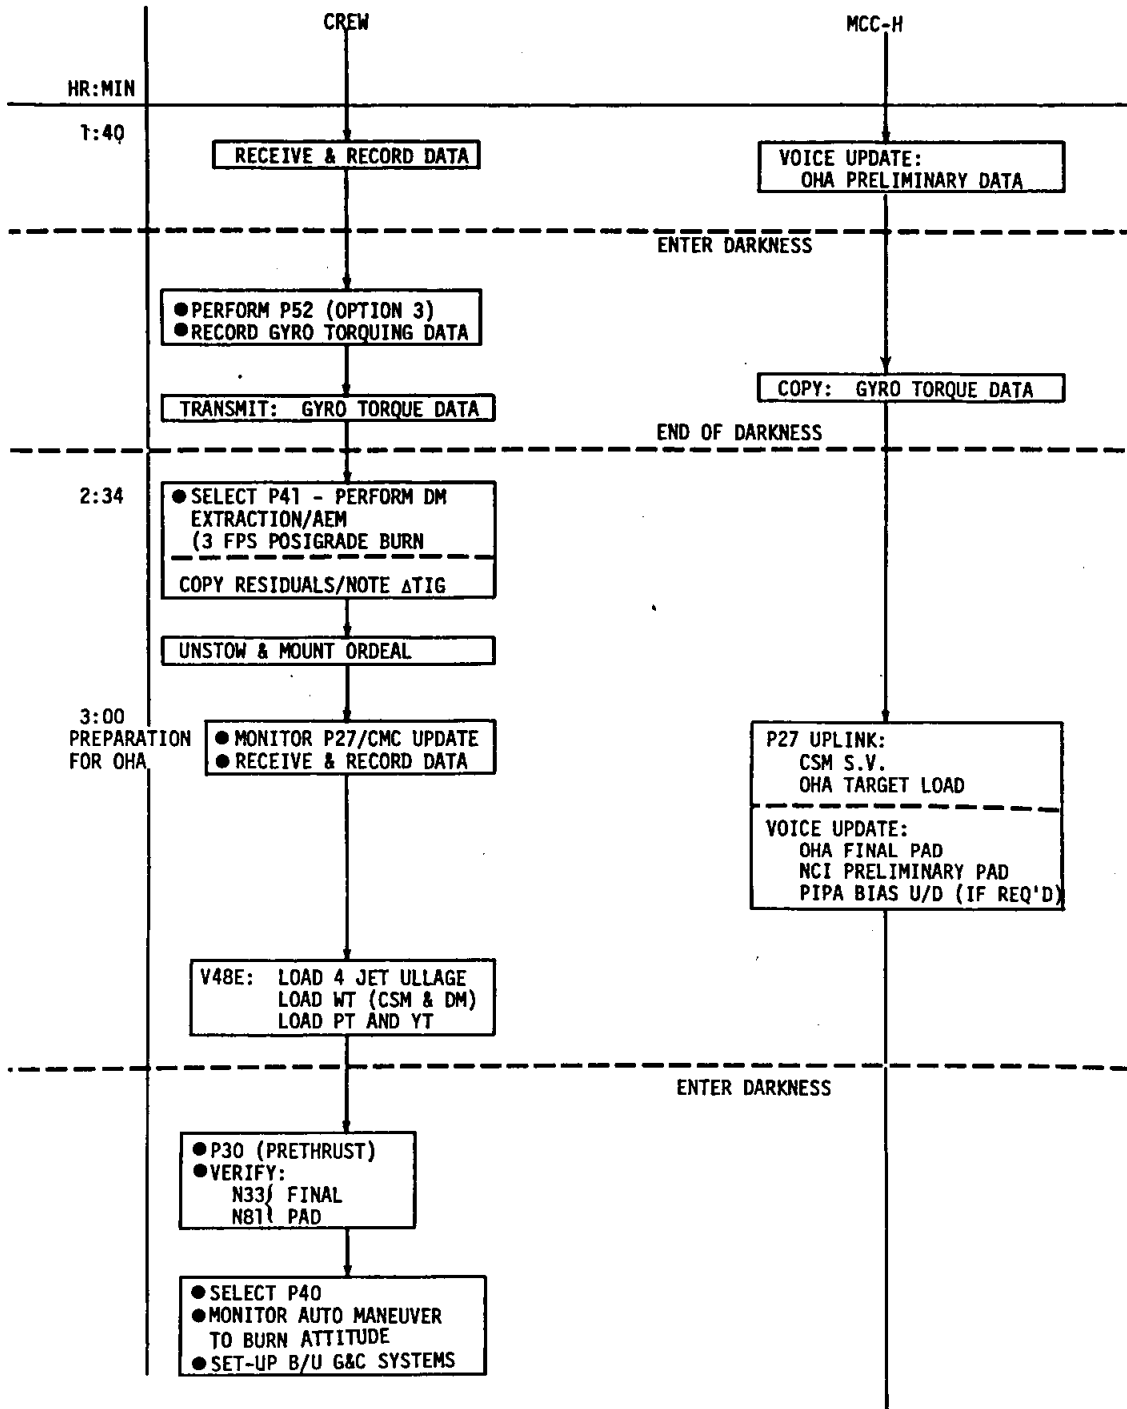 CREW
MCC-H
HR:MIN
1:40
RECEIVE & RECORD DATA
VOICE UPDATE:
OHA PRELIMINARY DATA
ENTER DARKNESS
●PERFORM P52 (OPTION 3)
●RECORD GYRO TORQUING DATA
TRANSMIT: GYRO TORQUE DATA
COPY: GYRO TORQUE DATA
END OF DARKNESS
2:34
●SELECT P41 - PERFORM DM
EXTRACTION/AEM
(3 FPS POSIGRADE BURN
COPY RESIDUALS/NOTE ΔTIG
UNSTOW & MOUNT ORDEAL
3:00
PREPARATION
FOR OHA
●MONITOR P27/CMC UPDATE
●RECEIVE & RECORD DATA
P27 UPLINK:
CSM S.V.
OHA TARGET LOAD
VOICE UPDATE:
OHA FINAL PAD
NCI PRELIMINARY PAD
PIPA BIAS U/D (IF REQ'D)
V48E: LOAD 4 JET ULLAGE
LOAD WT (CSM & DM)
LOAD PT AND YT
ENTER DARKNESS
●P30 (PRETHRUST)
●VERIFY:
N33{ FINAL
N81{ PAD
●SELECT P40
●MONITOR AUTO MANEUVER
TO BURN ATTITUDE
●SET-UP B/U G&C SYSTEMS